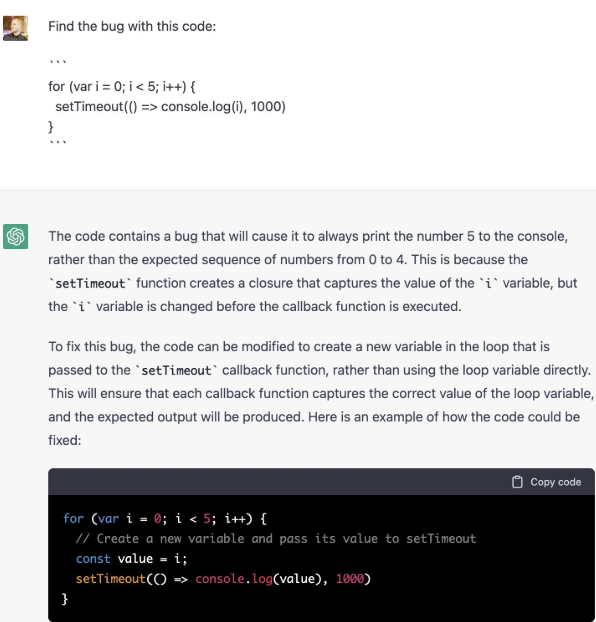 Find the bug with this code:
```
for (var i = 0; i < 5; i++) {
  setTimeout(() => console.log(i), 1000)
}
```
The code contains a bug that will cause it to always print the number 5 to the console,
rather than the expected sequence of numbers from 0 to 4. This is because the
`setTimeout` function creates a closure that captures the value of the `i` variable, but
the `i` variable is changed before the callback function is executed.
To fix this bug, the code can be modified to create a new variable in the loop that is
passed to the `setTimeout` callback function, rather than using the loop variable directly.
This will ensure that each callback function captures the correct value of the loop variable,
and the expected output will be produced. Here is an example of how the code could be
fixed:
Copy code
for (var i = 0; i < 5; i++) {
  // Create a new variable and pass its value to setTimeout
  const value = i;
  setTimeout(() => console.log(value), 1000)
}